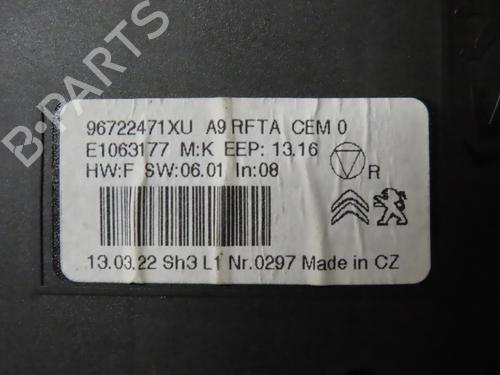 B-PARTS
96722471XU A9 RFTA CEM 0
E1063177 M:K EEP: 13.16
HW:F SW:06.01 In:08
R
13.03.22 Sh3 L1 Nr.0297 Made in CZ